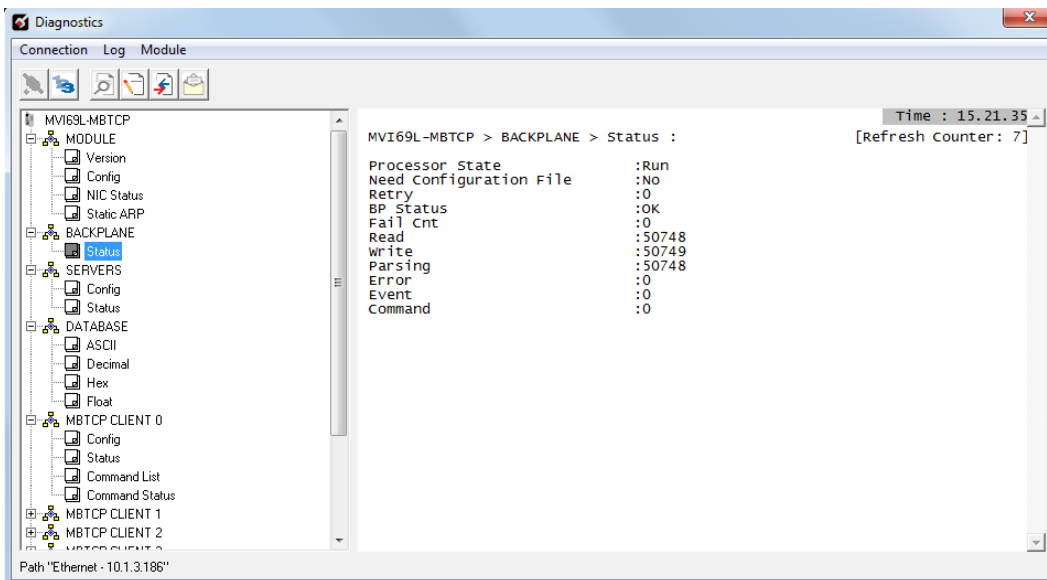 Diagnostics
Connection Log Module
MVI69L-MBTCP
MODULE
Version
Config
NIC Status
Static ARP
BACKPLANE
Status
SERVERS
Config
Status
DATABASE
ASCII
Decimal
Hex
Float
MBTCP CLIENT 0
Config
Status
Command List
Command Status
MBTCP CLIENT 1
MBTCP CLIENT 2
MBTCP CLIENT 3
Time : 15.21.35
MVI69L-MBTCP > BACKPLANE > Status : [Refresh Counter: 7]
Processor State :Run
Need Configuration File :No
Retry :0
BP Status :OK
Fail Cnt :0
Read :50748
Write :50749
Parsing :50748
Error :0
Event :0
Command :0
Path "Ethernet - 10.1.3.186"